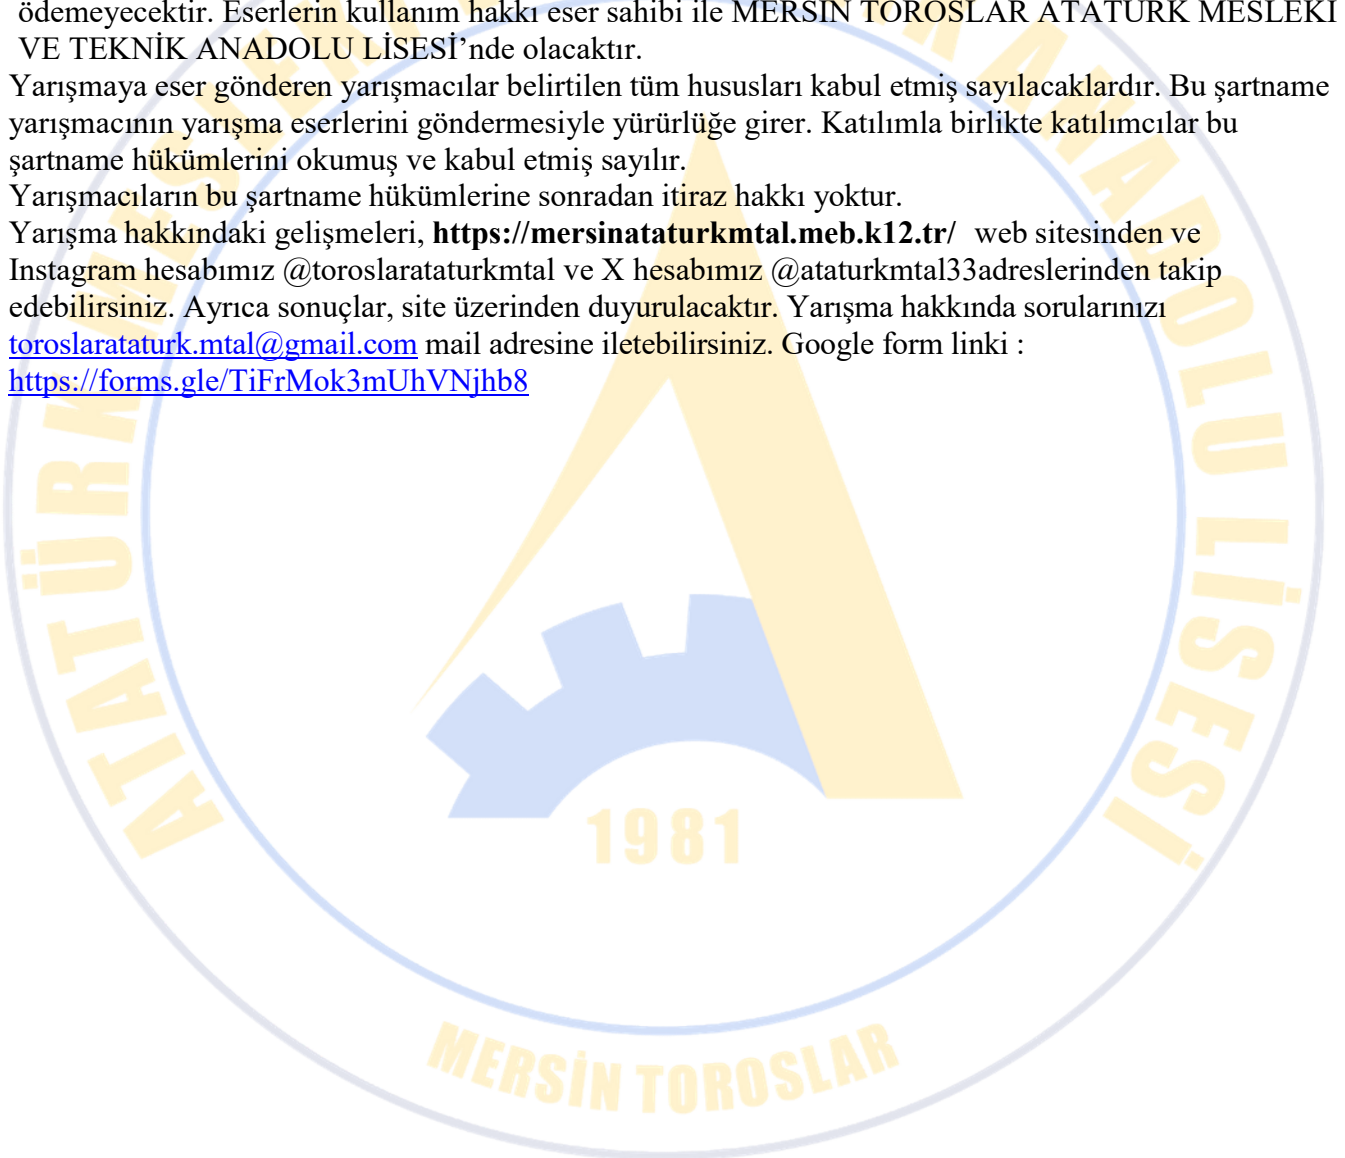 ödemeyecektir. Eserlerin kullanım hakkı eser sahibi ile MERSİN TOROSLAR ATATÜRK MESLEKİ
VE TEKNİK ANADOLU LİSESİ’nde olacaktır.
Yarışmaya eser gönderen yarışmacılar belirtilen tüm hususları kabul etmiş sayılacaklardır. Bu şartname
yarışmacının yarışma eserlerini göndermesiyle yürürlüğe girer. Katılımla birlikte katılımcılar bu
şartname hükümlerini okumuş ve kabul etmiş sayılır.
Yarışmacıların bu şartname hükümlerine sonradan itiraz hakkı yoktur.
Yarışma hakkındaki gelişmeleri, https://mersinataturkmtal.meb.k12.tr/ web sitesinden ve
Instagram hesabımız @toroslarataturkmtal ve X hesabımız @ataturkmtal33adreslerinden takip
edebilirsiniz. Ayrıca sonuçlar, site üzerinden duyurulacaktır. Yarışma hakkında sorularınızı
toroslarataturk.mtal@gmail.com mail adresine iletebilirsiniz. Google form linki :
https://forms.gle/TiFrMok3mUhVNjhb8
ATATÜRK MESLEKİ
K ANADOLU LİSESİ
1981
MERSİN TOROSLAR